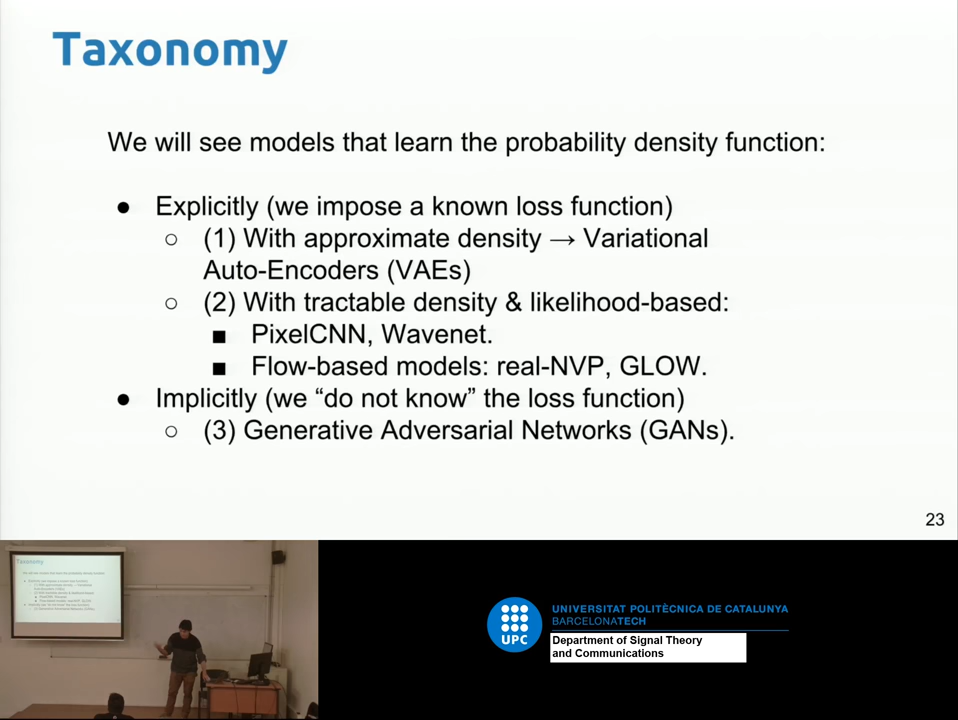 Taxonomy
We will see models that learn the probability density function:
● Explicitly (we impose a known loss function)
○ (1) With approximate density → Variational
Auto-Encoders (VAEs)
○ (2) With tractable density & likelihood-based:
■ PixelCNN, Wavenet.
■ Flow-based models: real-NVP, GLOW.
● Implicitly (we “do not know” the loss function)
○ (3) Generative Adversarial Networks (GANs).
23
Taxonomy
UPC
UNIVERSITAT POLITÈCNICA DE CATALUNYA
BARCELONATECH
Department of Signal Theory
and Communications